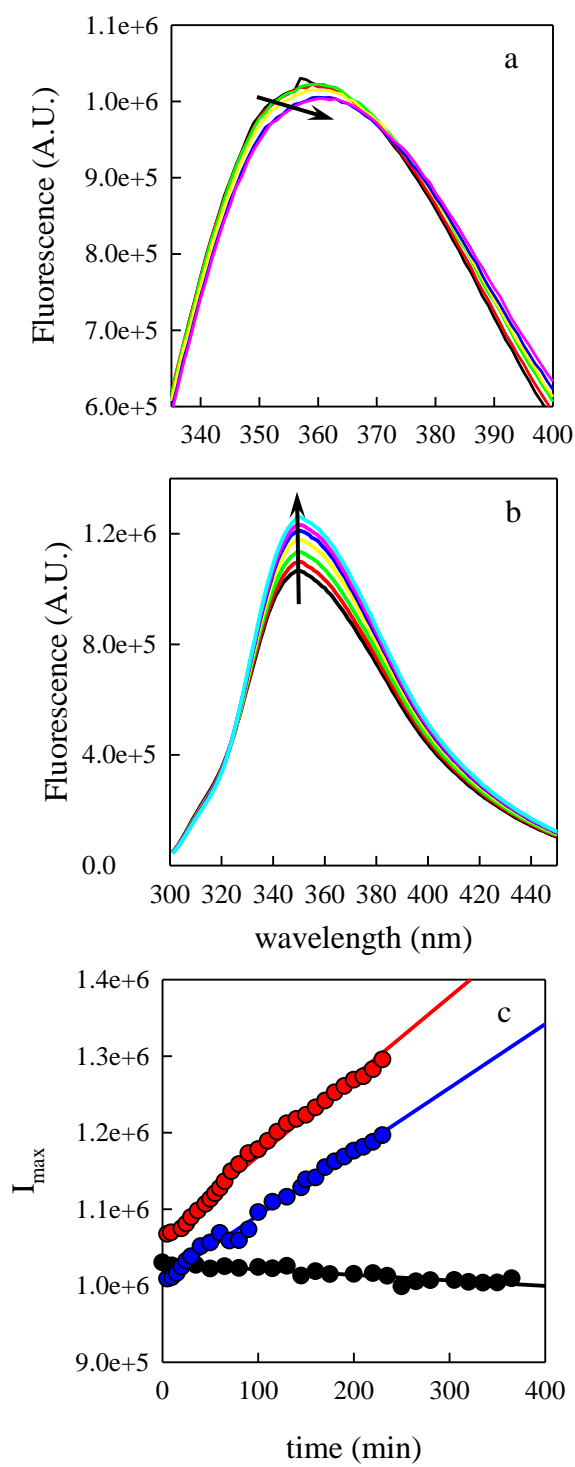 a
Fluorescence (A.U.)
1.1e+6
1.0e+6
9.0e+5
8.0e+5
7.0e+5
6.0e+5
340 350 360 370 380 390 400
b
Fluorescence (A.U.)
1.2e+6
8.0e+5
4.0e+5
0.0
300 320 340 360 380 400 420 440
wavelength (nm)
c
I_max
1.4e+6
1.3e+6
1.2e+6
1.1e+6
1.0e+6
9.0e+5
0 100 200 300 400
time (min)